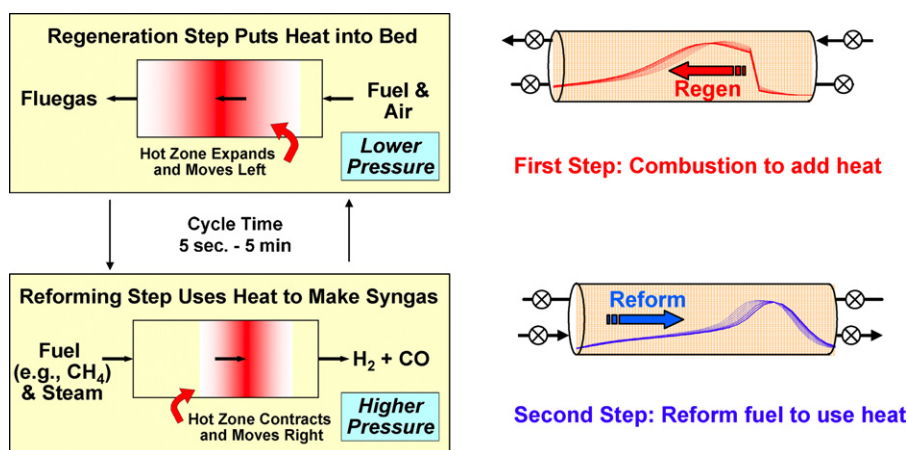 Regeneration Step Puts Heat into Bed
Fluegas
Fuel &
Air
Hot Zone Expands
and Moves Left
Lower
Pressure
Regen
First Step: Combustion to add heat
Cycle Time
5 sec. - 5 min
Reforming Step Uses Heat to Make Syngas
Fuel
(e.g., CH₄)
& Steam
H₂ + CO
Hot Zone Contracts
and Moves Right
Higher
Pressure
Reform
Second Step: Reform fuel to use heat